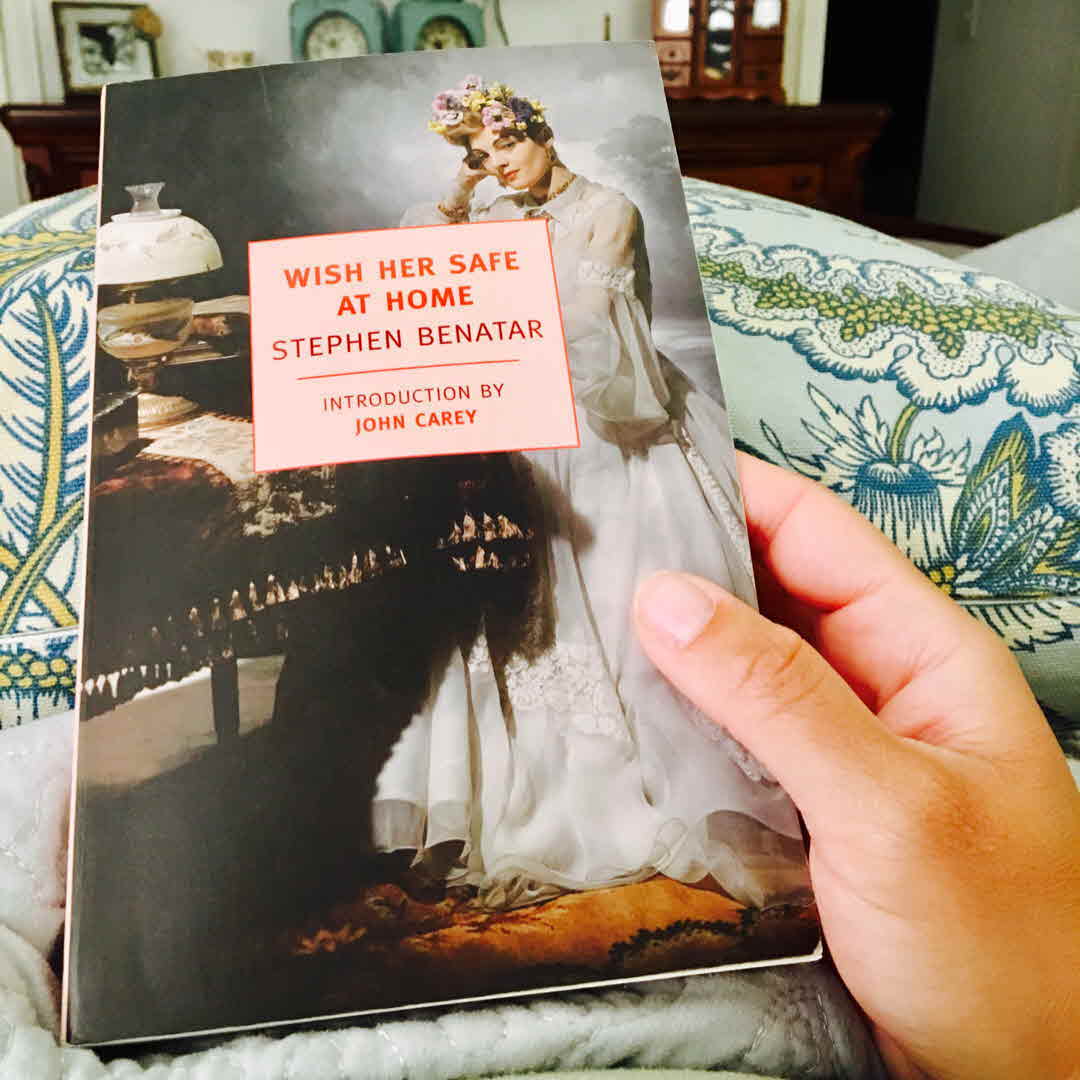 WISH HER SAFE
AT HOME
STEPHEN BENATAR
INTRODUCTION BY
JOHN CAREY